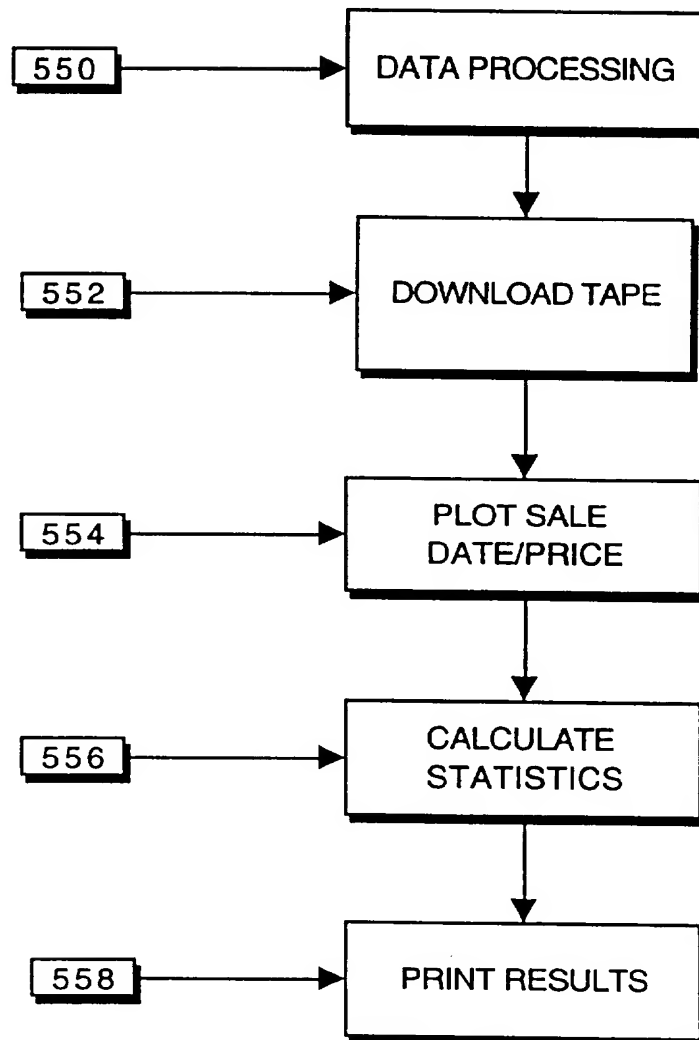 550
DATA PROCESSING
552
DOWNLOAD TAPE
554
PLOT SALE
DATE/PRICE
556
CALCULATE
STATISTICS
558
PRINT RESULTS